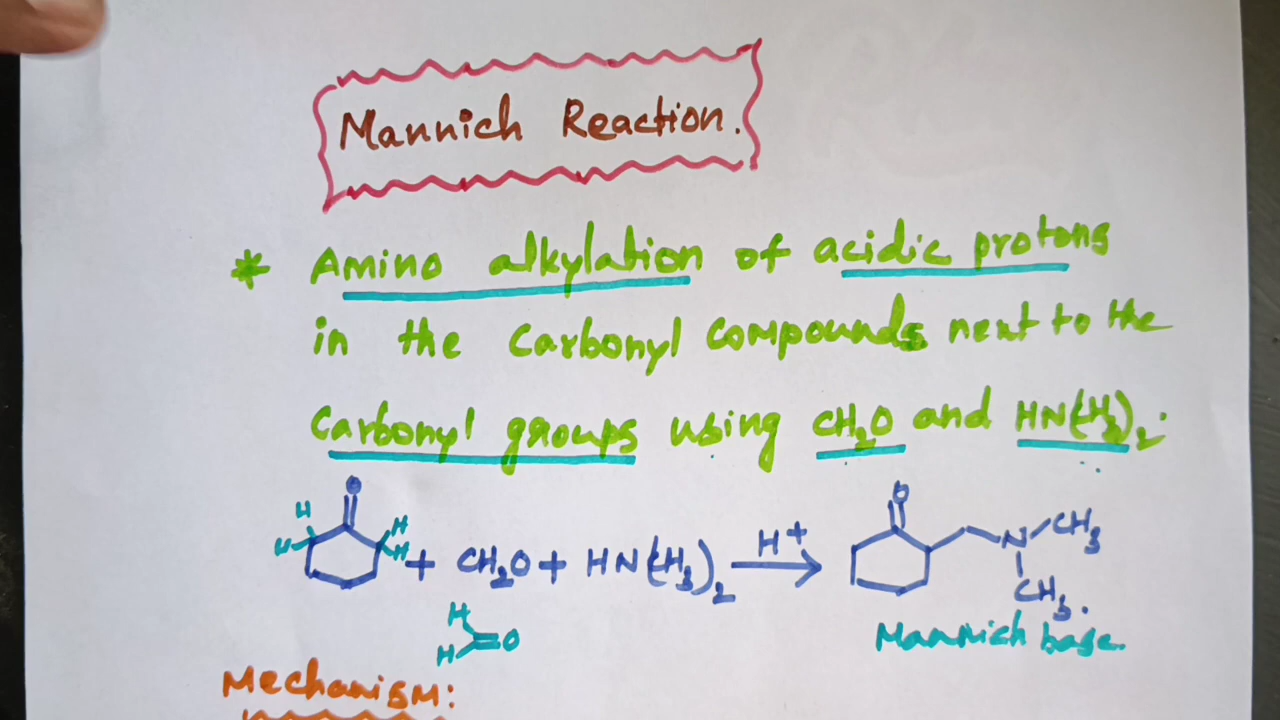 Mannich Reaction.
* Amino alkylation of acidic protons
in the Carbonyl compounds next to the
Carbonyl groups using CH₂O and HN(CH₃)₂.
O
H
H
H
H
+ CH₂O + HN(CH₃)₂ H⁺ →
O
N CH₃
CH₃.
H
H O
Mannich base.
Mechanism: